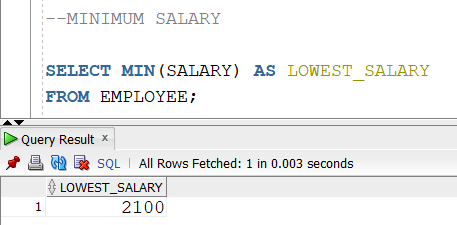 --MINIMUM SALARY
SELECT MIN(SALARY) AS LOWEST_SALARY
FROM EMPLOYEE;
Query Result x
SQL | All Rows Fetched: 1 in 0.003 seconds
LOWEST_SALARY
1 2100